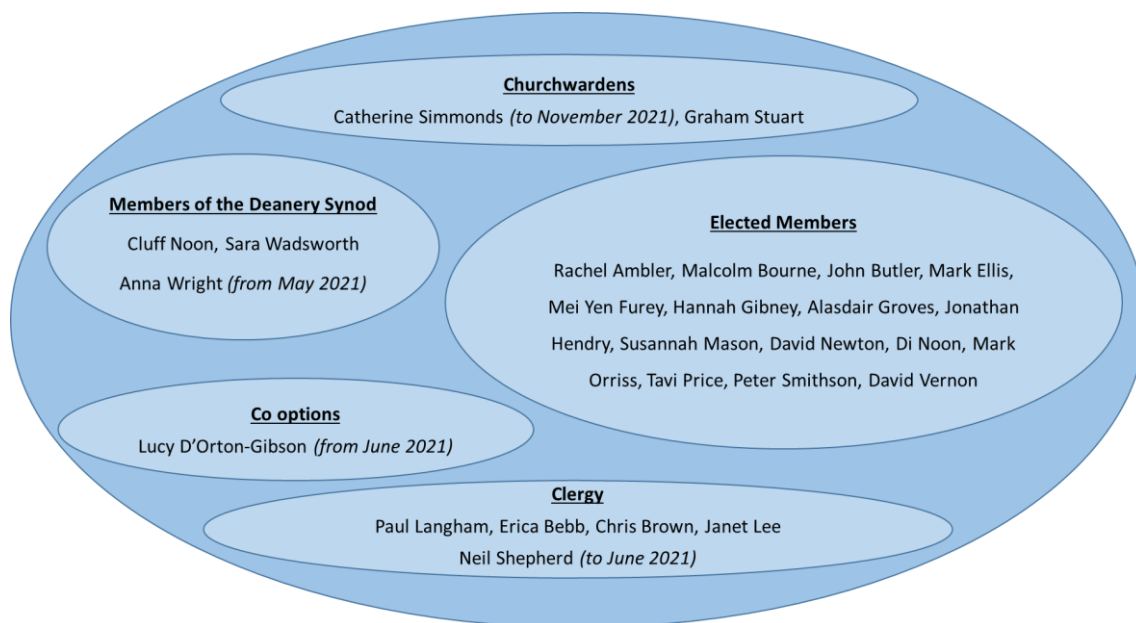 Churchwardens
Catherine Simmonds (to November 2021), Graham Stuart
Members of the Deanery Synod
Cluff Noon, Sara Wadsworth
Anna Wright (from May 2021)
Elected Members
Rachel Ambler, Malcolm Bourne, John Butler, Mark Ellis,
Mei Yen Furey, Hannah Gibney, Alasdair Groves, Jonathan
Hendry, Susannah Mason, David Newton, Di Noon, Mark
Orriss, Tavi Price, Peter Smithson, David Vernon
Co options
Lucy D’Orton-Gibson (from June 2021)
Clergy
Paul Langham, Erica Bebb, Chris Brown, Janet Lee
Neil Shepherd (to June 2021)